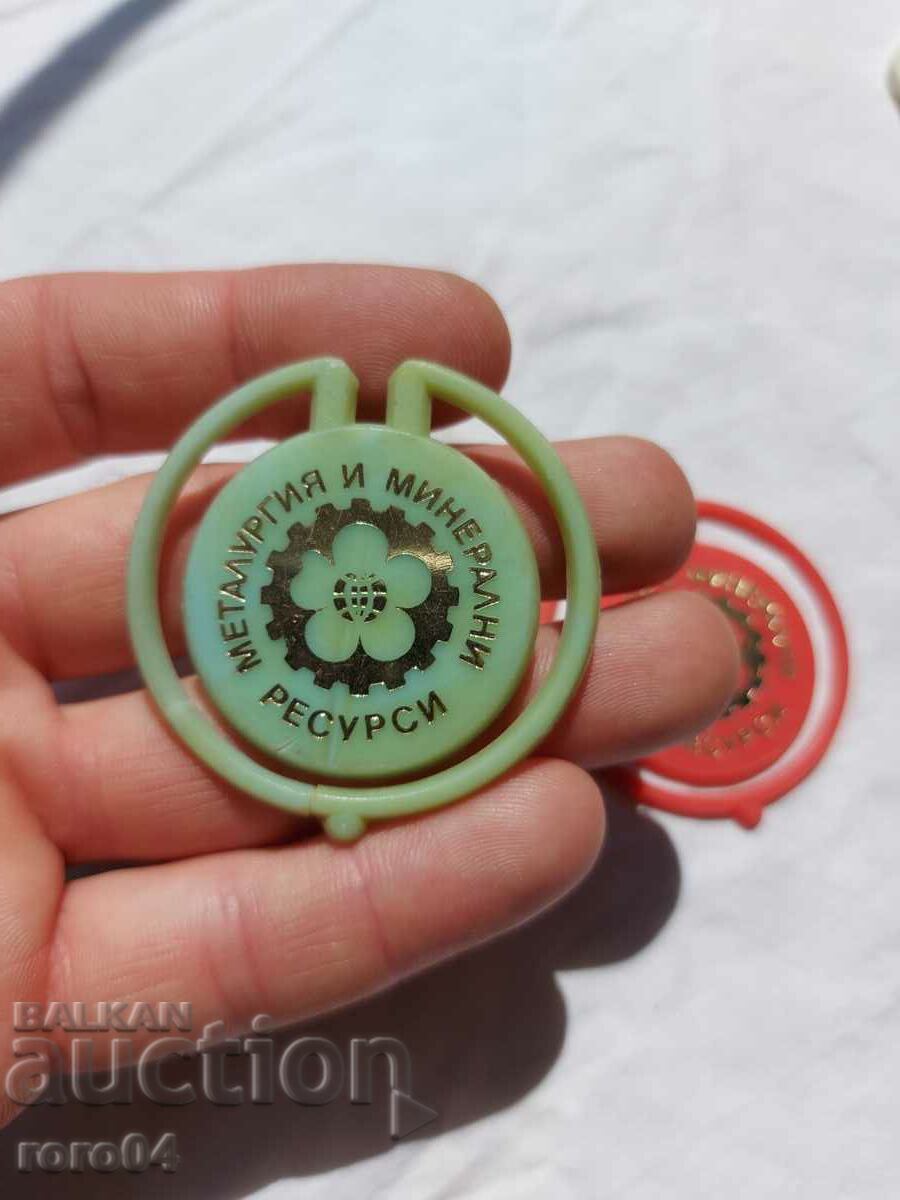 МЕТАЛУРГИЯ И МИНЕРАЛНИ
РЕСУРСИ
BALKAN
auction
roro04